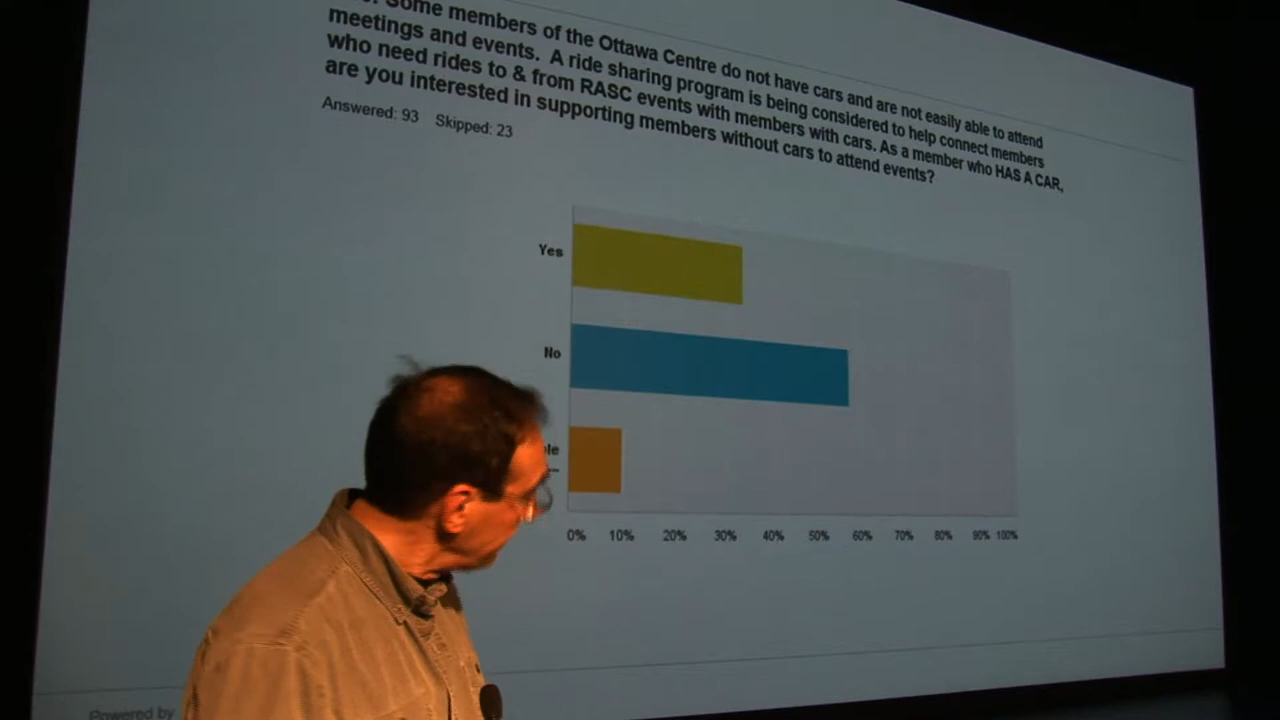 Some members of the Ottawa Centre do not have cars and are not easily able to attend
meetings and events. A ride sharing program is being considered to help connect members
who need rides to & from RASC events with members with cars. As a member who HAS A CAR,
are you interested in supporting members without cars to attend events?
Answered: 93 Skipped: 23
Yes
No
0% 10% 20% 30% 40% 50% 60% 70% 80% 90% 100%
Powered by